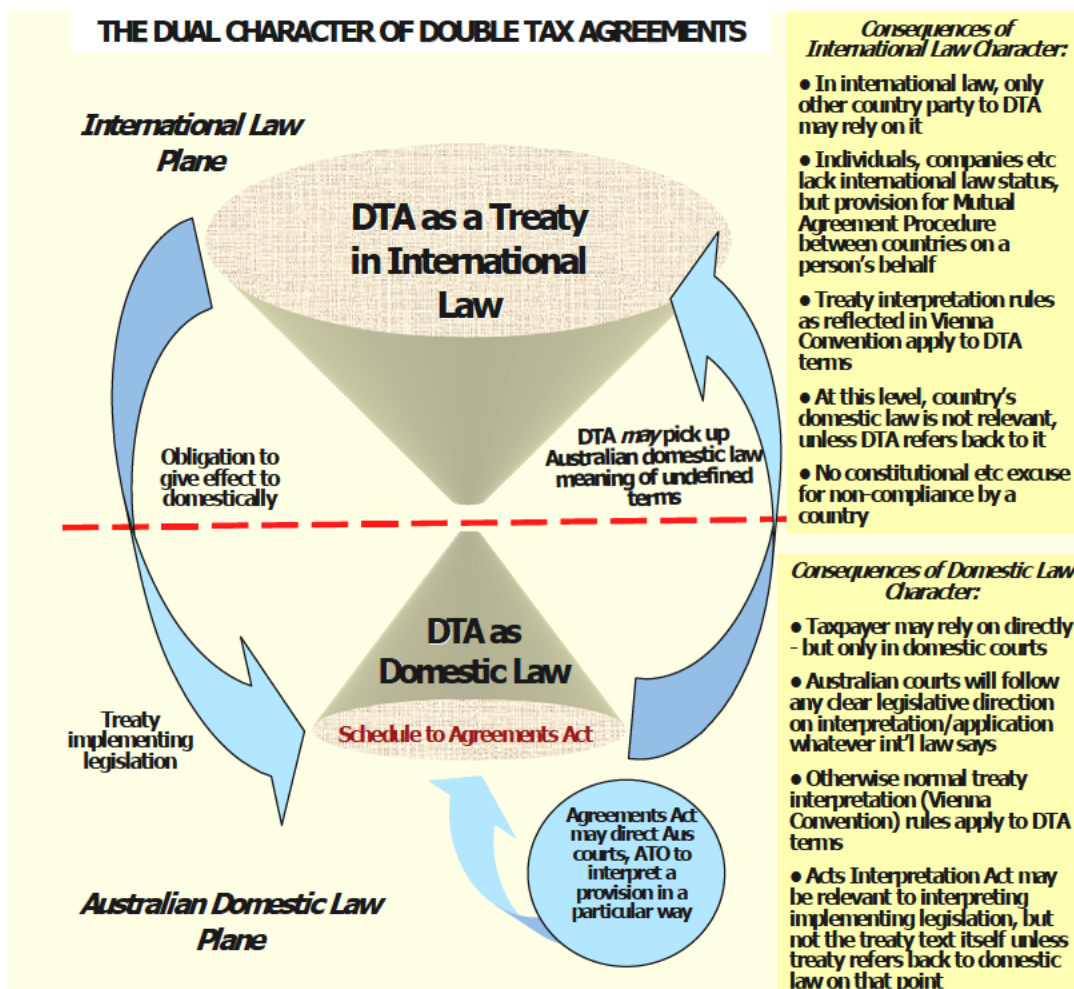 THE DUAL CHARACTER OF DOUBLE TAX AGREEMENTS
International Law
Plane
DTA as a Treaty
in International
Law
Obligation to
give effect to
domestically
DTA may pick up
Australian domestic law
meaning of undefined
terms
DTA as
Domestic Law
Schedule to Agreements Act
Treaty
implementing
legislation
Agreements Act
may direct Aus
courts, ATO to
interpret a
provision in a
particular way
Australian Domestic Law
Plane
Consequences of
International Law Character:
● In international law, only
other country party to DTA
may rely on it
● Individuals, companies etc
lack international law status,
but provision for Mutual
Agreement Procedure
between countries on a
person's behalf
● Treaty interpretation rules
as reflected in Vienna
Convention apply to DTA
terms
● At this level, country's
domestic law is not relevant,
unless DTA refers back to it
● No constitutional etc excuse
for non-compliance by a
country
Consequences of Domestic Law
Character:
● Taxpayer may rely on directly
- but only in domestic courts
● Australian courts will follow
any clear legislative direction
on interpretation/application
whatever int'l law says
● Otherwise normal treaty
interpretation (Vienna
Convention) rules apply to DTA
terms
● Acts Interpretation Act may
be relevant to interpreting
implementing legislation, but
not the treaty text itself unless
treaty refers back to domestic
law on that point